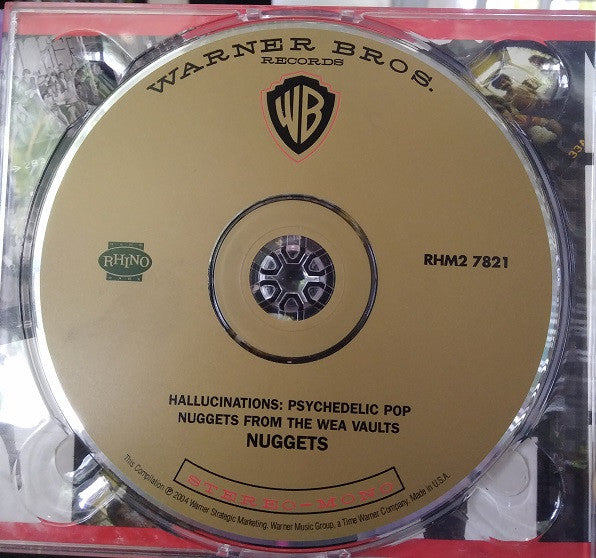 WARNER BROS.
RECORDS
WB
RHINO
RHM2 7821
HALLUCINATIONS: PSYCHEDELIC POP
NUGGETS FROM THE WEA VAULTS
NUGGETS
STEREO-MONO
This Compilation ℗ 2004 Warner Strategic Marketing. Warner Music Group, a Time Warner Company. Made in U.S.A.